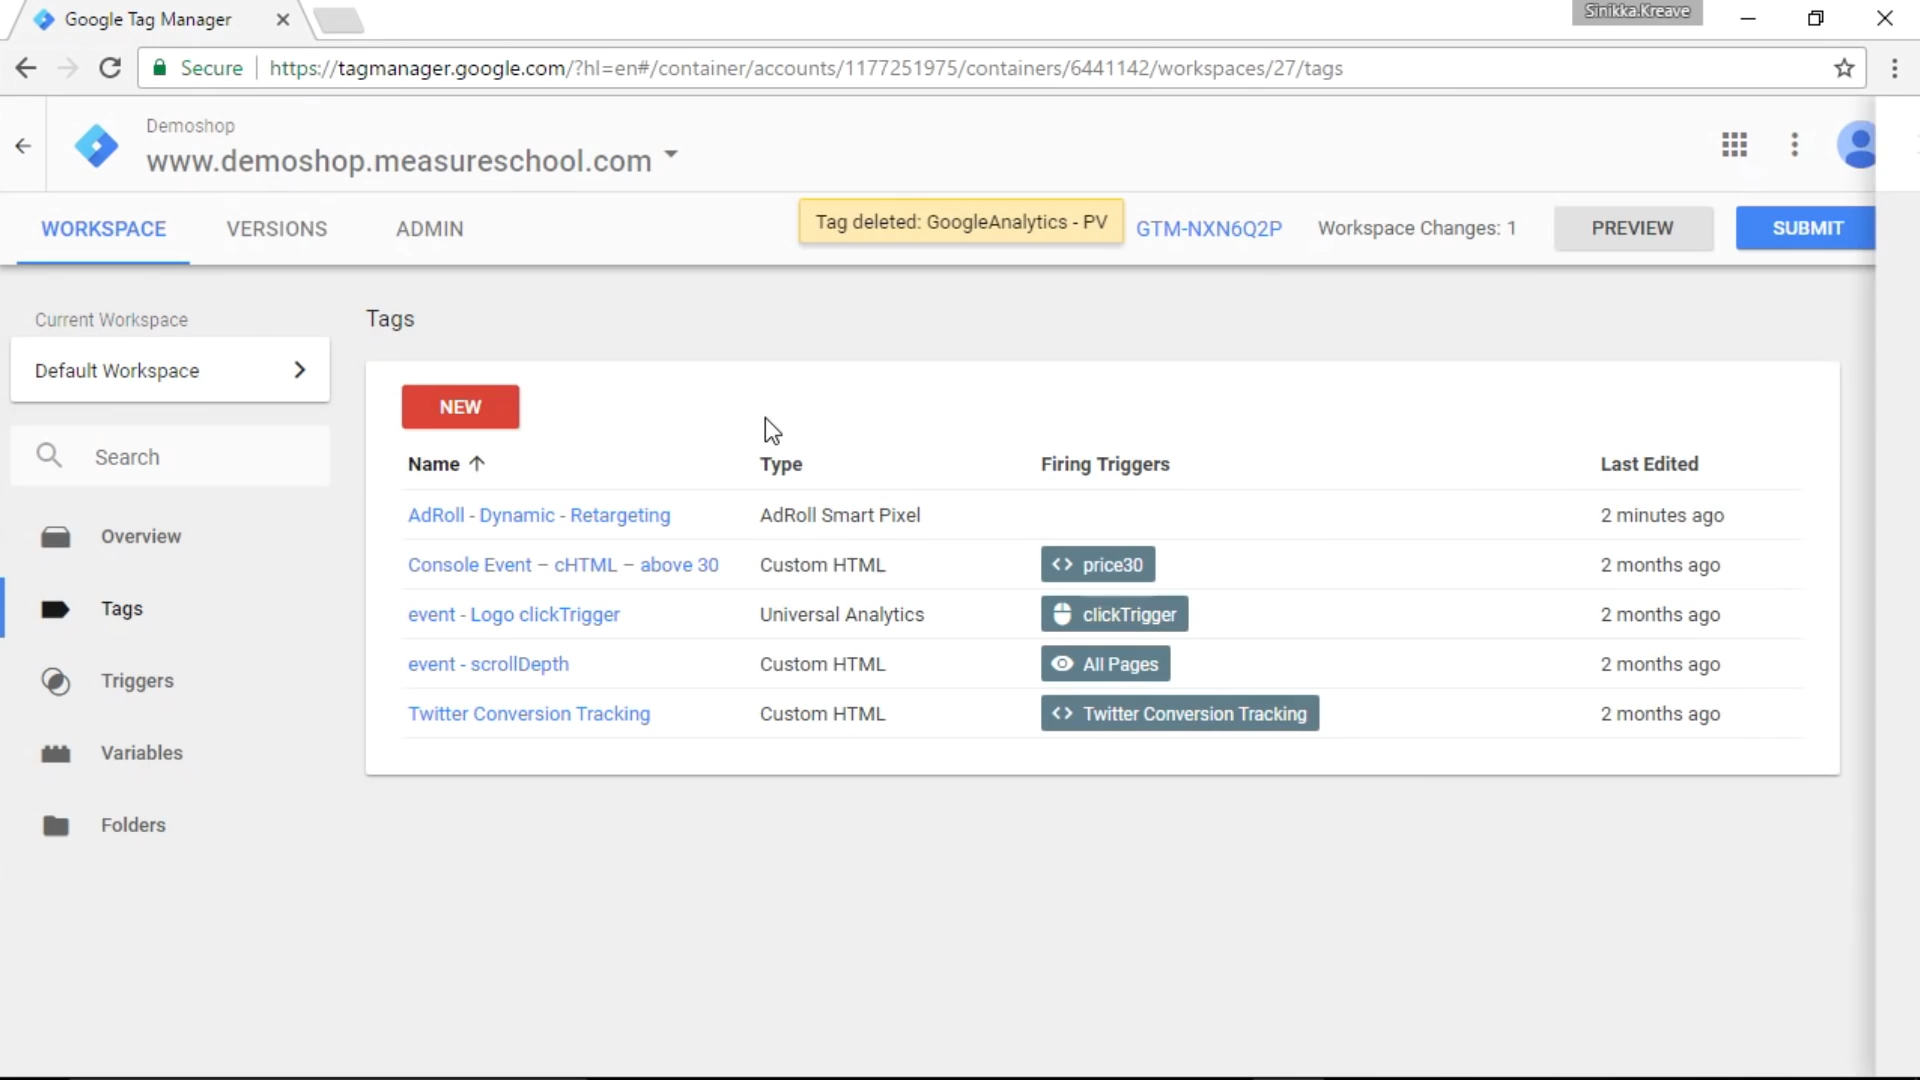 Google Tag Manager
Sinikka.Kreave
Secure https://tagmanager.google.com/?hl=en#/container/accounts/1177251975/containers/6441142/workspaces/27/tags
Demoshop
www.demoshop.measureschool.com
WORKSPACE VERSIONS ADMIN Tag deleted: GoogleAnalytics - PV GTM-NXN6Q2P Workspace Changes: 1 PREVIEW SUBMIT
Current Workspace
Default Workspace
Search
Overview
Tags
Triggers
Variables
Folders
Tags
NEW
Name Type Firing Triggers Last Edited
AdRoll - Dynamic - Retargeting AdRoll Smart Pixel 2 minutes ago
Console Event – cHTML – above 30 Custom HTML price30 2 months ago
event - Logo clickTrigger Universal Analytics clickTrigger 2 months ago
event - scrollDepth Custom HTML All Pages 2 months ago
Twitter Conversion Tracking Custom HTML Twitter Conversion Tracking 2 months ago